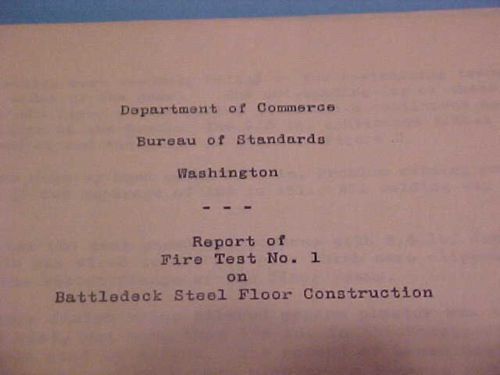 Department of Commerce
Bureau of Standards
Washington
- - -
Report of
Fire Test No. 1
on
Battledeck Steel Floor Construction